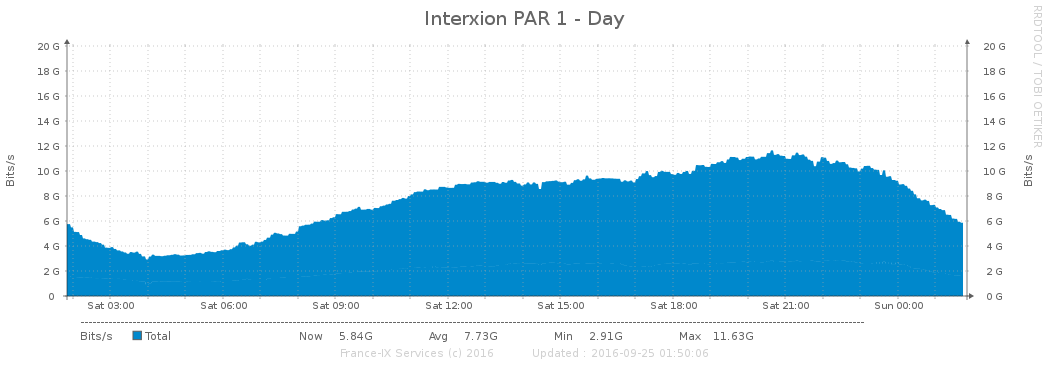 Interxion PAR 1 - Day
RRDTOOL / TOBI OETIKER
Bits/s
20 G
18 G
16 G
14 G
12 G
10 G
8 G
6 G
4 G
2 G
0
20 G
18 G
16 G
14 G
12 G
10 G
8 G
6 G
4 G
2 G
0 G
Bits/s
Sat 03:00 Sat 06:00 Sat 09:00 Sat 12:00 Sat 15:00 Sat 18:00 Sat 21:00 Sun 00:00
Bits/s Total Now 5.84G Avg 7.73G Min 2.91G Max 11.63G
France-IX Services (c) 2016 Updated : 2016-09-25 01:50:06